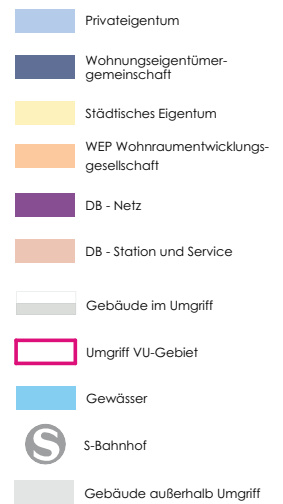 Privateigentum
Wohnungseigentümer-
gemeinschaft
Städtisches Eigentum
WEP Wohnraumentwicklungs-
gesellschaft
DB - Netz
DB - Station und Service
Gebäude im Umgriff
Umgriff VU-Gebiet
Gewässer
S
S-Bahnhof
Gebäude außerhalb Umgriff